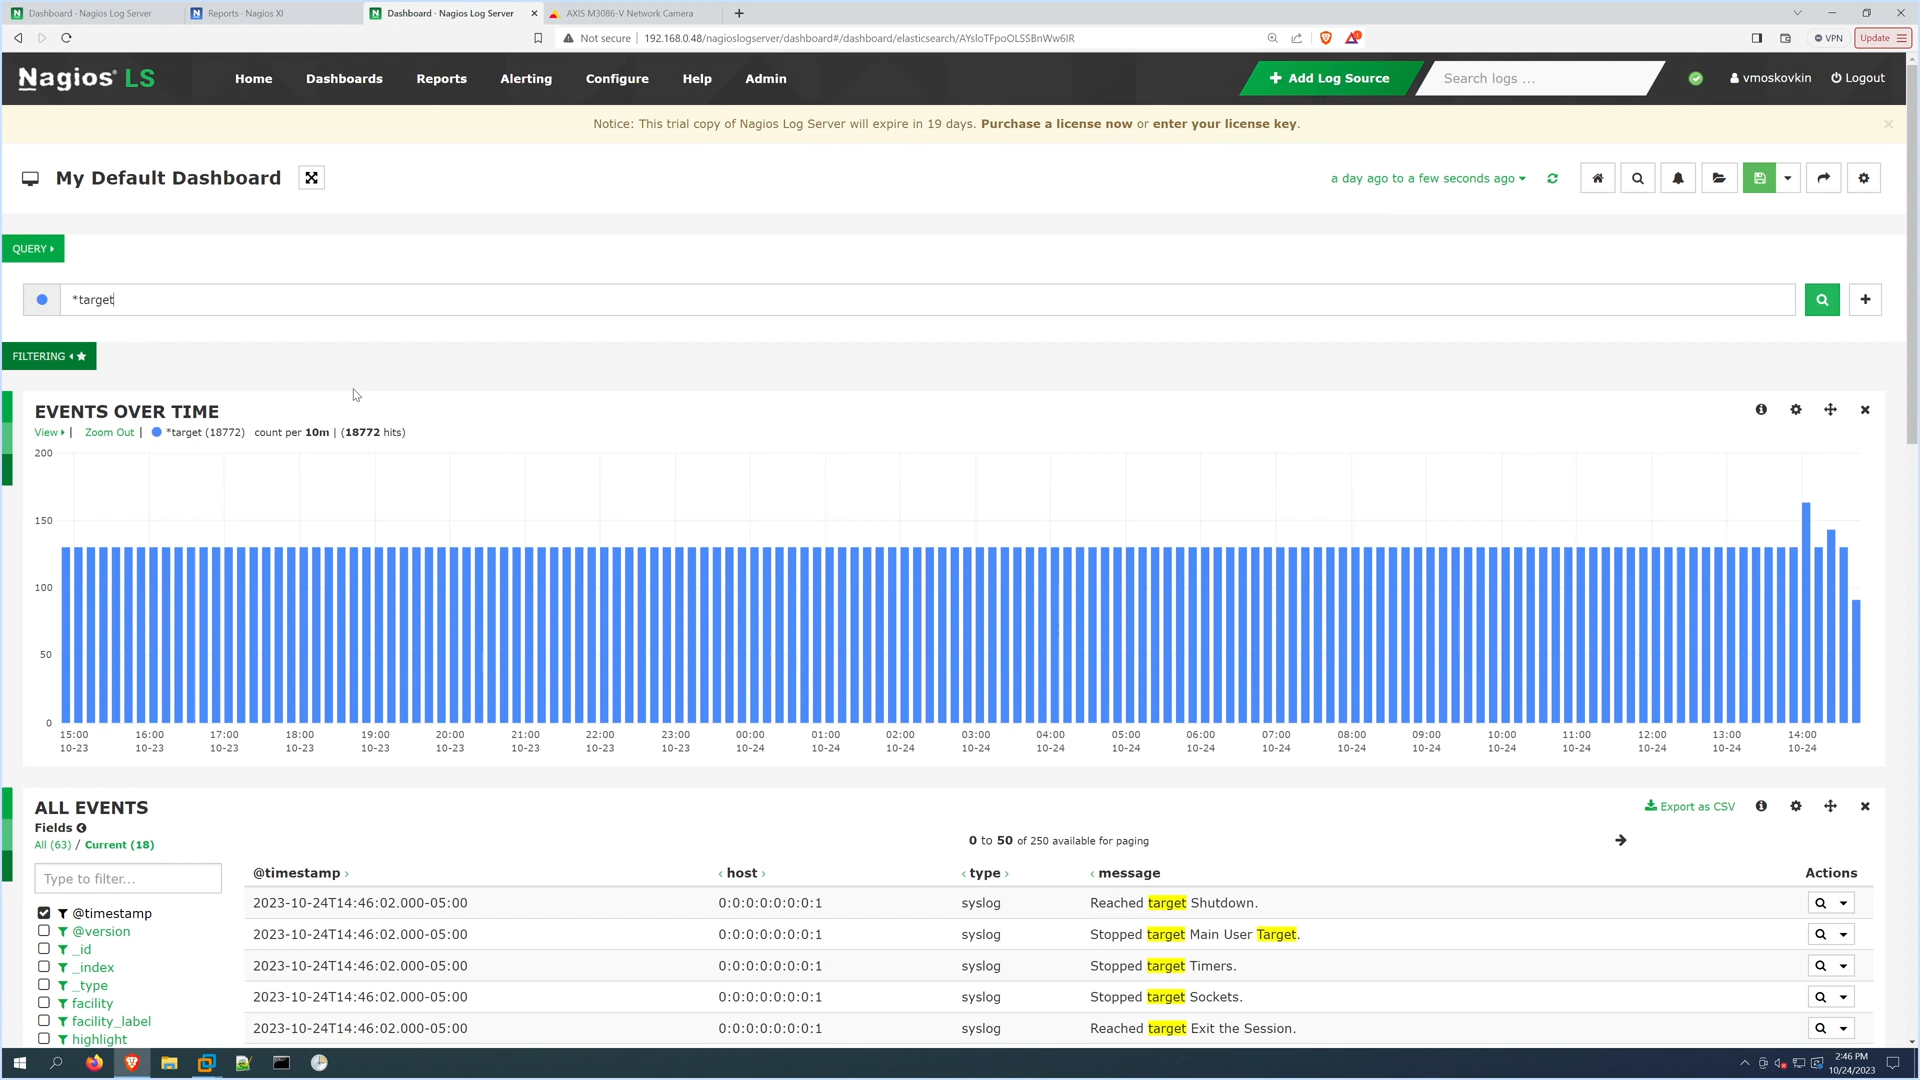 Dashboard · Nagios Log Server
Reports · Nagios XI
Dashboard · Nagios Log Server
AXIS M3086-V Network Camera
Not secure
192.168.0.48/nagioslogserver/dashboard#/dashboard/elasticsearch/AYsloTFpoOLSSBnWw6lR
VPN
Update
Nagios® LS
Home
Dashboards
Reports
Alerting
Configure
Help
Admin
Add Log Source
Search logs ...
vmoskovkin
Logout
Notice: This trial copy of Nagios Log Server will expire in 19 days. Purchase a license now or enter your license key.
My Default Dashboard
a day ago to a few seconds ago
QUERY
*target
FILTERING
EVENTS OVER TIME
View | Zoom Out | *target (18772) count per 10m | (18772 hits)
200
150
100
50
0
15:00 16:00 17:00 18:00 19:00 20:00 21:00 22:00 23:00 00:00 01:00 02:00 03:00 04:00 05:00 06:00 07:00 08:00 09:00 10:00 11:00 12:00 13:00 14:00
10-23 10-23 10-23 10-23 10-23 10-23 10-23 10-23 10-23 10-24 10-24 10-24 10-24 10-24 10-24 10-24 10-24 10-24 10-24 10-24 10-24 10-24 10-24 10-24
ALL EVENTS
Export as CSV
Fields
All (63) / Current (18)
0 to 50 of 250 available for paging
Type to filter...
@timestamp
@version
_id
_index
_type
facility
facility_label
highlight
@timestamp host type message Actions
2023-10-24T14:46:02.000-05:00 0:0:0:0:0:0:0:1 syslog Reached target Shutdown.
2023-10-24T14:46:02.000-05:00 0:0:0:0:0:0:0:1 syslog Stopped target Main User Target.
2023-10-24T14:46:02.000-05:00 0:0:0:0:0:0:0:1 syslog Stopped target Timers.
2023-10-24T14:46:02.000-05:00 0:0:0:0:0:0:0:1 syslog Stopped target Sockets.
2023-10-24T14:46:02.000-05:00 0:0:0:0:0:0:0:1 syslog Reached target Exit the Session.
2:46 PM
10/24/2023